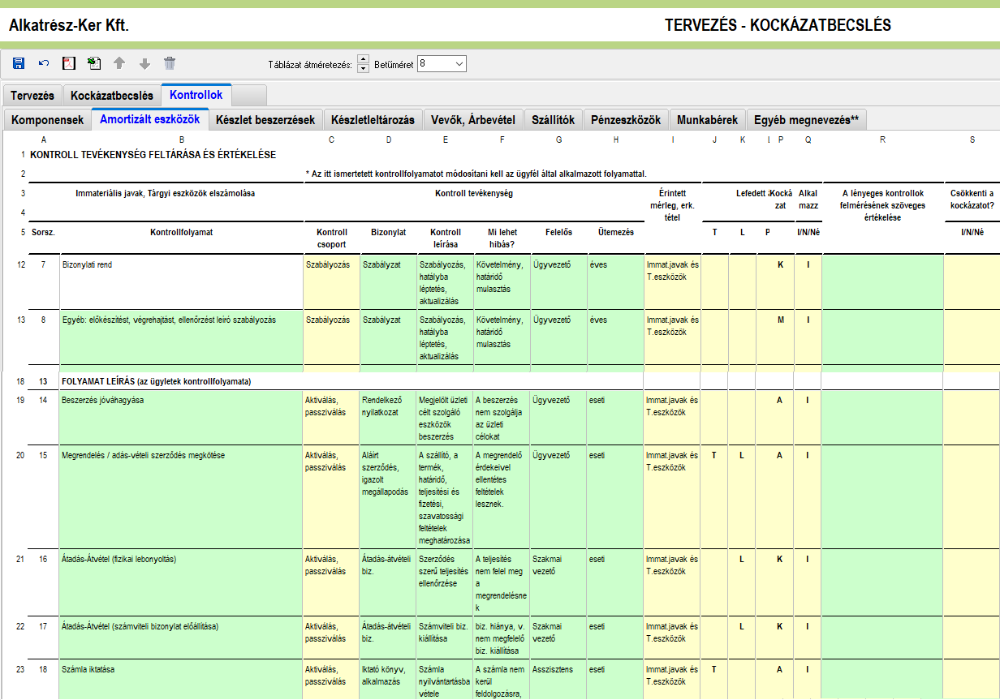 Alkatrész-Ker Kft. TERVEZÉS - KOCKÁZATBECSLÉS
Táblázat átméretezés: Betűméret 8
Tervezés Kockázatbecslés Kontrollok
Komponensek Amortizált eszközök Készlet beszerzések Készletleltározás Vevők, Árbevétel Szállítók Pénzeszközök Munkabérek Egyéb megnevezés**
A B C D E F G H I J K L P Q R S
1 KONTROLL TEVÉKENYSÉG FELTÁRÁSA ÉS ÉRTÉKELÉSE
2 * Az itt ismertetett kontrollfolyamatot módosítani kell az ügyfél által alkalmazott folyamattal.
3 Immateriális javak, Tárgyi eszközök elszámolása Kontroll tevékenység Érintett Lefedett Kocká Alkal A lényeges kontrollok Csökkenti a
mérleg, erk. zat mazz felmérésének szöveges kockázatot?
4 tétel értékelése
5 Sorsz. Kontrollfolyamat Kontroll Bizonylat Kontroll Mi lehet Felelős Ütemezés T L P I/N/Né I/N/Né
csoport leírása hibás?
12 7 Bizonylati rend Szabályozás Szabályzat Szabályozás, Követelmény, Ügyvezető éves Immat.javak és K I
hatályba határidő T.eszközök
léptetés, mulasztás
aktualizálás
13 8 Egyéb: előkészítést, végrehajtást, ellenőrzést leíró szabályozás Szabályozás Szabályzat Szabályozás, Követelmény, Ügyvezető éves Immat.javak és M I
hatályba határidő T.eszközök
léptetés, mulasztás
aktualizálás
18 13 FOLYAMAT LEÍRÁS (az ügyletek kontrollfolyamata)
19 14 Beszerzés jóváhagyása Aktiválás, Rendelkező Megjelölt üzleti A beszerzés Ügyvezető eseti Immat.javak és A I
passziválás nyilatkozat célt szolgáló nem szolgálja T.eszközök
eszközök az üzleti
beszerzés célokat
20 15 Megrendelés / adás-vételi szerződés megkötése Aktiválás, Aláírt A szállító, a A megrendelő Ügyvezető eseti Immat.javak és T L A I
passziválás szerződés, termék, érdekeivel T.eszközök
igazolt határidő, ellentétes
megállapodás teljesítési és feltételek
fizetési, lesznek.
szavatossági
feltételek
meghatározása
21 16 Átadás-Átvétel (fizikai lebonyoltás) Aktiválás, Átadás-átvételi Szerződés A teljesítés Szakmai eseti Immat.javak és L K I
passziválás biz. szerű teljesítés nem felel meg vezető T.eszközök
ellenőrzése a
megrendelésne
k
22 17 Átadás-Átvétel (számviteli bizonylat előállítása) Aktiválás, Átadás-átvételi Számviteli biz. biz. hiánya, v. Szakmai eseti Immat.javak és L K I
passziválás biz. kiállítása nem megfelelő vezető T.eszközök
biz. kiállítása
23 18 Számla iktatása Aktiválás, Iktató könyv, Számla A számla nem Asszisztens eseti Immat.javak és T A I
passziválás alkalmazás nyilvántartásba kerül T.eszközök
vétele feldolgozásra,